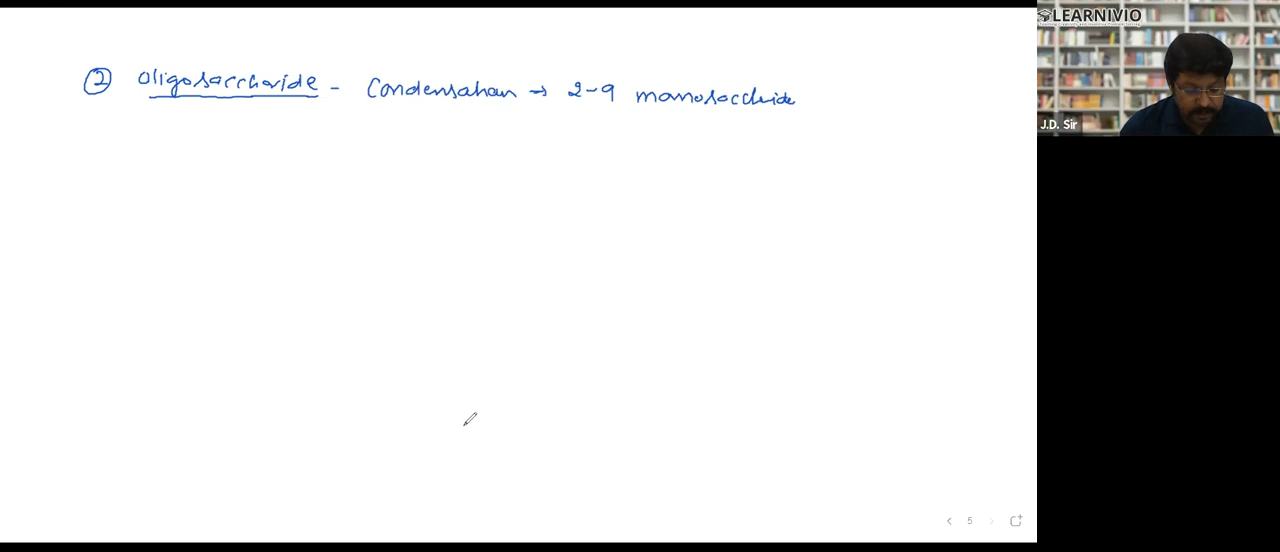 ② Oligosaccharide - Condensation → 2-9 monosaccharide
LEARNIVIO
J.D. Sir
5